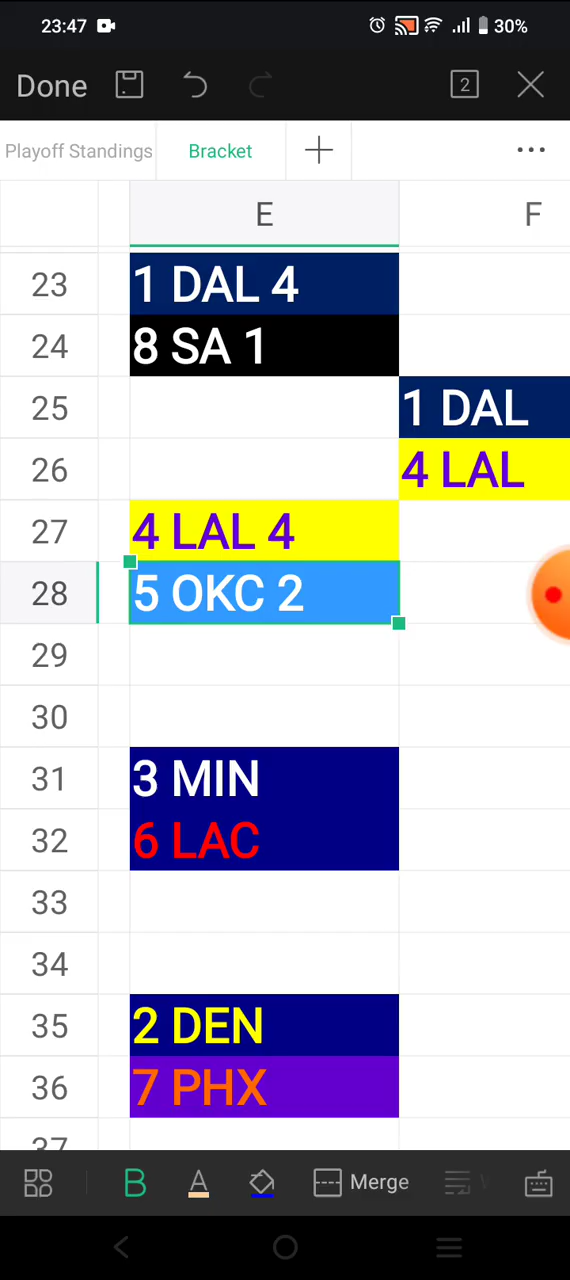 23:47 30%
Done 2
Playoff Standings Bracket
E F
23 1 DAL 4
24 8 SA 1
25 1 DAL
26 4 LAL
27 4 LAL 4
28 5 OKC 2
29
30
31 3 MIN
32 6 LAC
33
34
35 2 DEN
36 7 PHX
37
B A Merge